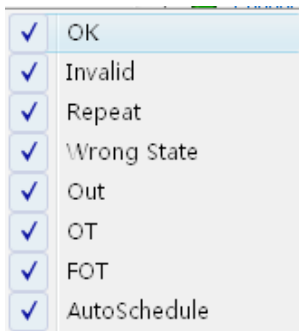 OK
Invalid
Repeat
Wrong State
Out
OT
FOT
AutoSchedule